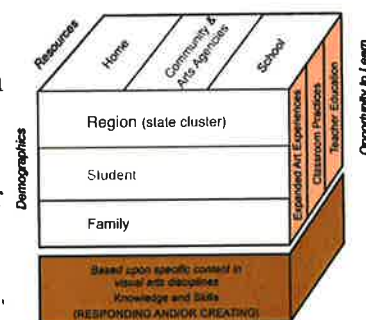 Resources
Home
Community &
Arts Agencies
School
Demographics
Region (state cluster)
Student
Family
Expanded Art Experiences
Classroom Practices
Teacher Education
Opportunity to Learn
Based upon specific content in
visual arts disciplines
Knowledge and Skills
(RESPONDING AND/OR CREATING)